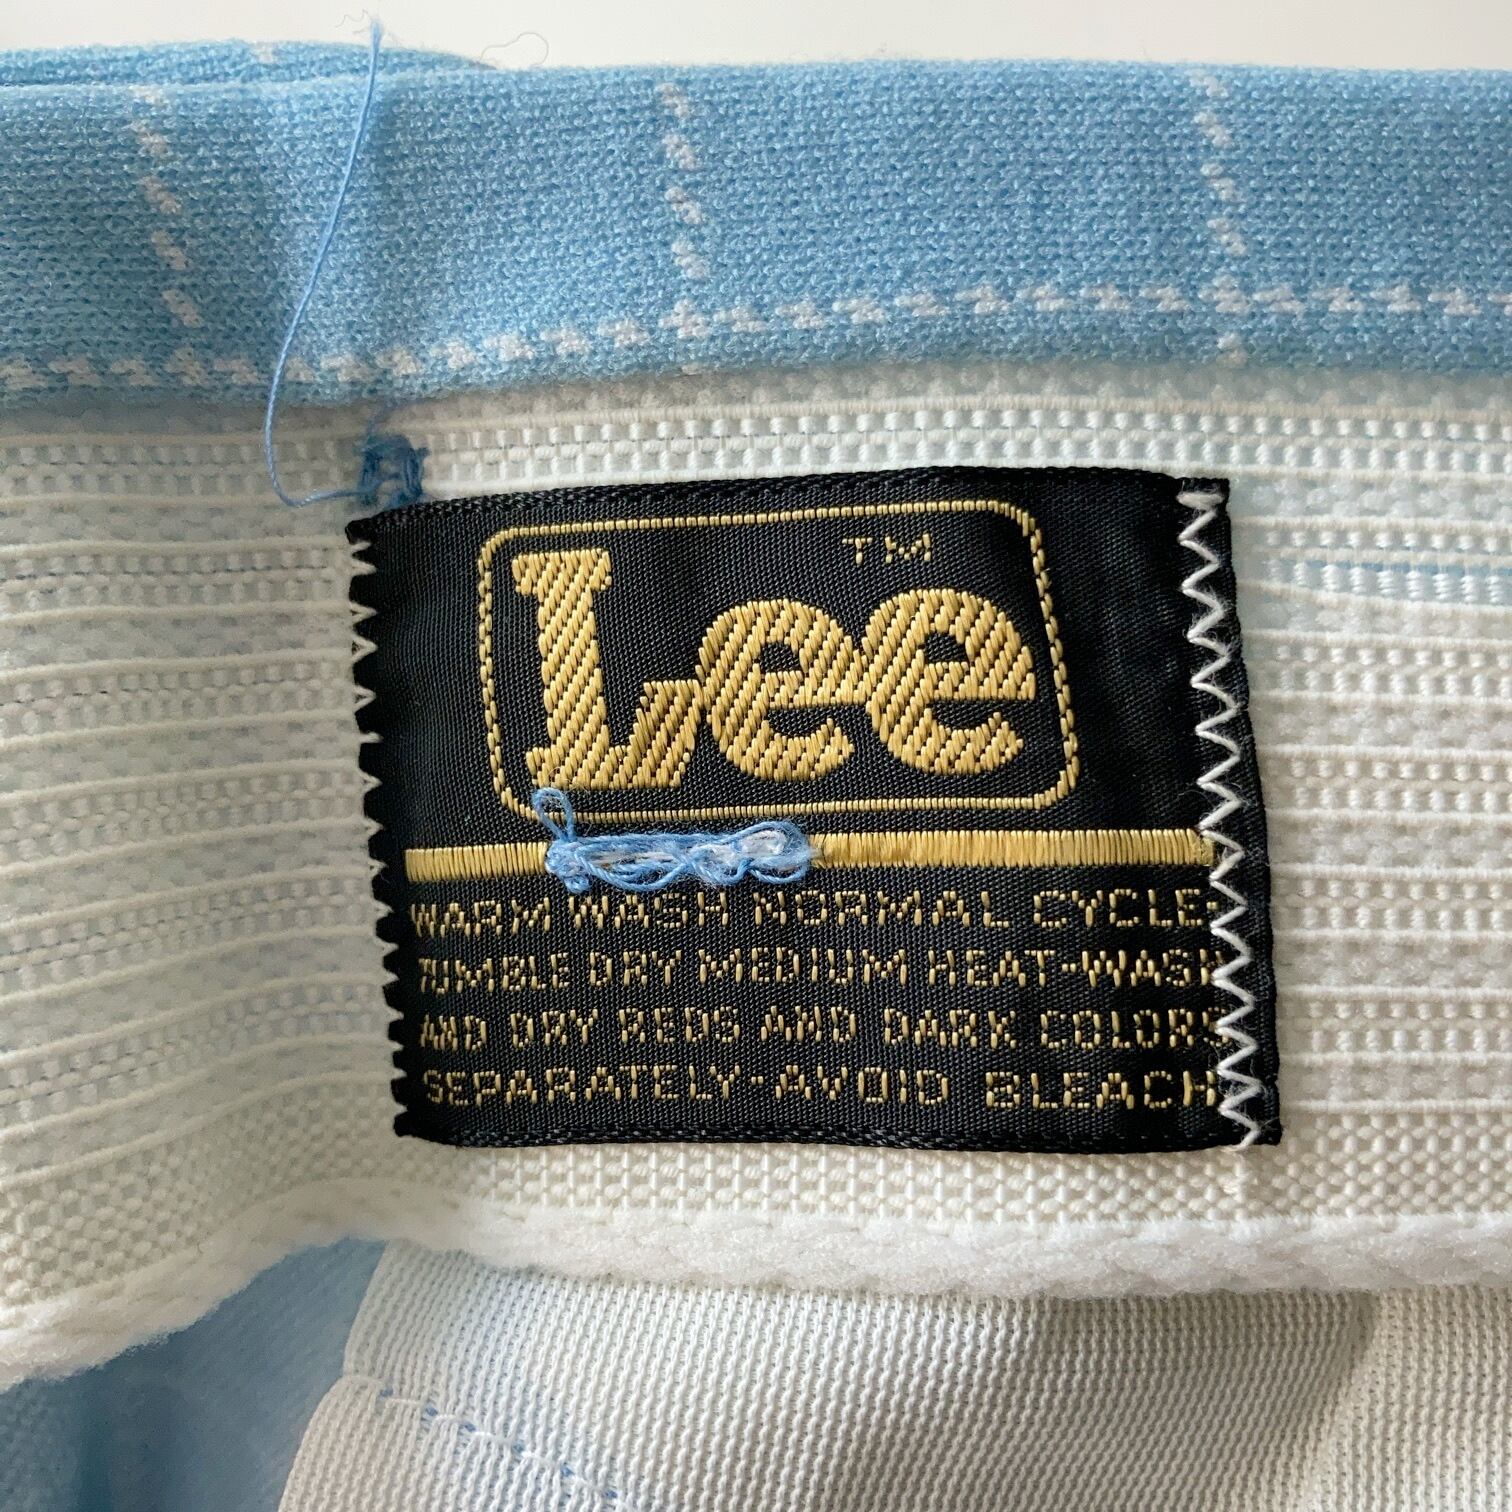 Lee TM
WARM WASH NORMAL CYCLE-
TUMBLE DRY MEDIUM HEAT-WASH
AND DRY REDS AND DARK COLORS
SEPARATELY-AVOID BLEACH